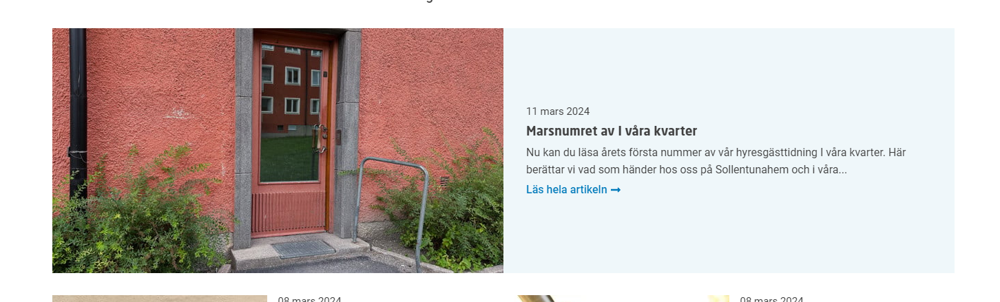 11 mars 2024
Marsnumret av I våra kvarter
Nu kan du läsa årets första nummer av vår hyresgästtidning I våra kvarter. Här
berättar vi vad som händer hos oss på Sollentunahem och i våra...
Läs hela artikeln
08 mars 2024
08 mars 2024